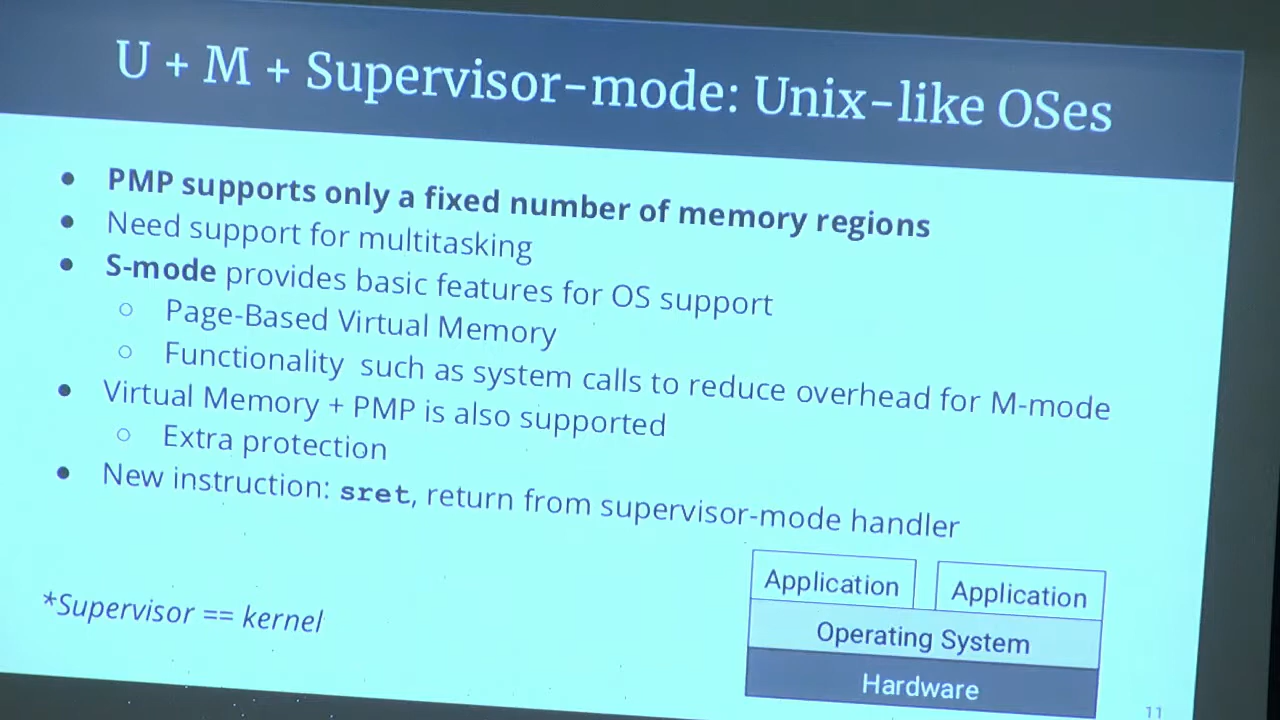 U + M + Supervisor-mode: Unix-like OSes
● PMP supports only a fixed number of memory regions
● Need support for multitasking
● S-mode provides basic features for OS support
○ Page-Based Virtual Memory
○ Functionality such as system calls to reduce overhead for M-mode
● Virtual Memory + PMP is also supported
○ Extra protection
● New instruction: sret, return from supervisor-mode handler
*Supervisor == kernel
Application
Application
Operating System
Hardware
11